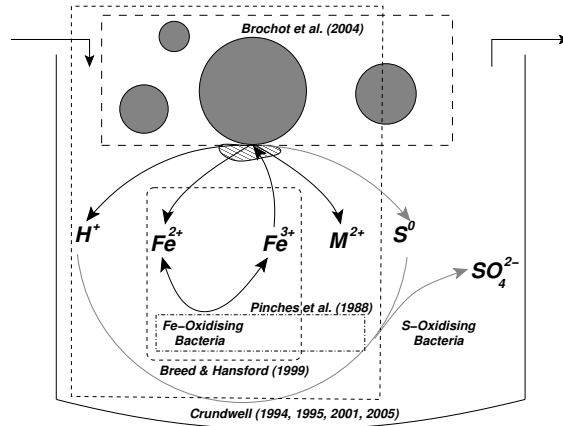 Brochot et al. (2004)
H⁺
Fe²⁺
Fe³⁺
M²⁺
S⁰
SO₄²⁻
Pinches et al. (1988)
Fe−Oxidising
Bacteria
S−Oxidising
Bacteria
Breed & Hansford (1999)
Crundwell (1994, 1995, 2001, 2005)